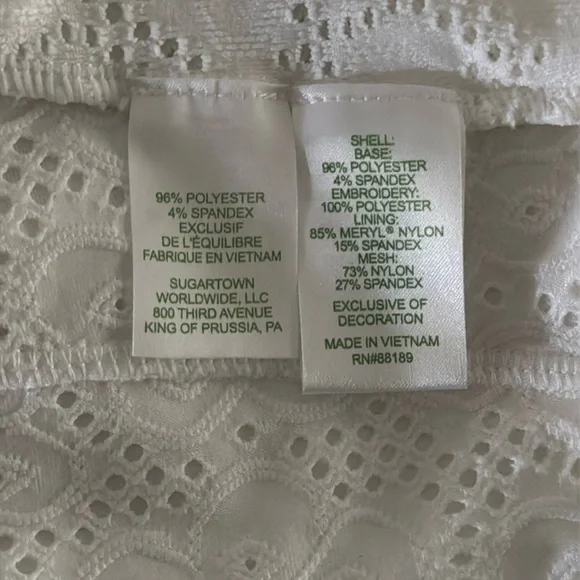 96% POLYESTER
4% SPANDEX
EXCLUSIF
DE L'ÉQUILIBRE
FABRIQUE EN VIETNAM
SUGARTOWN
WORLDWIDE, LLC
800 THIRD AVENUE
KING OF PRUSSIA, PA
SHELL:
BASE:
96% POLYESTER
4% SPANDEX
EMBROIDERY:
100% POLYESTER
LINING:
85% MERYL® NYLON
15% SPANDEX
MESH:
73% NYLON
27% SPANDEX
EXCLUSIVE OF
DECORATION
MADE IN VIETNAM
RN#88189